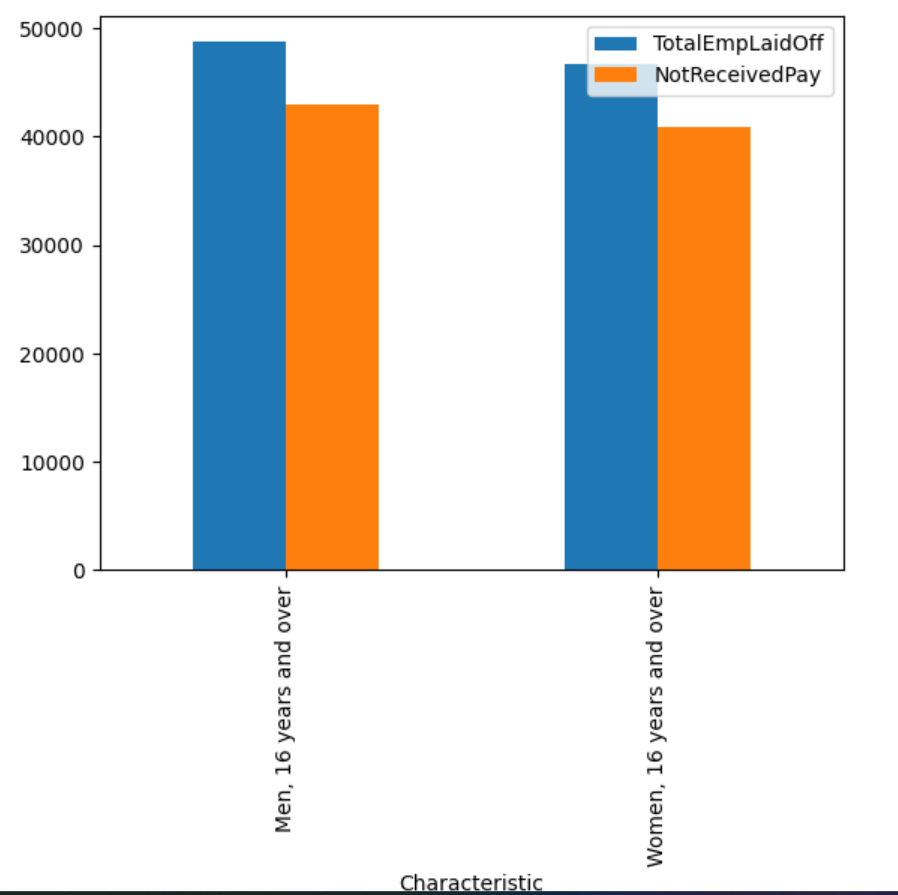 50000
40000
30000
20000
10000
0
TotalEmpLaidOff
NotReceivedPay
Men, 16 years and over
Women, 16 years and over
Characteristic